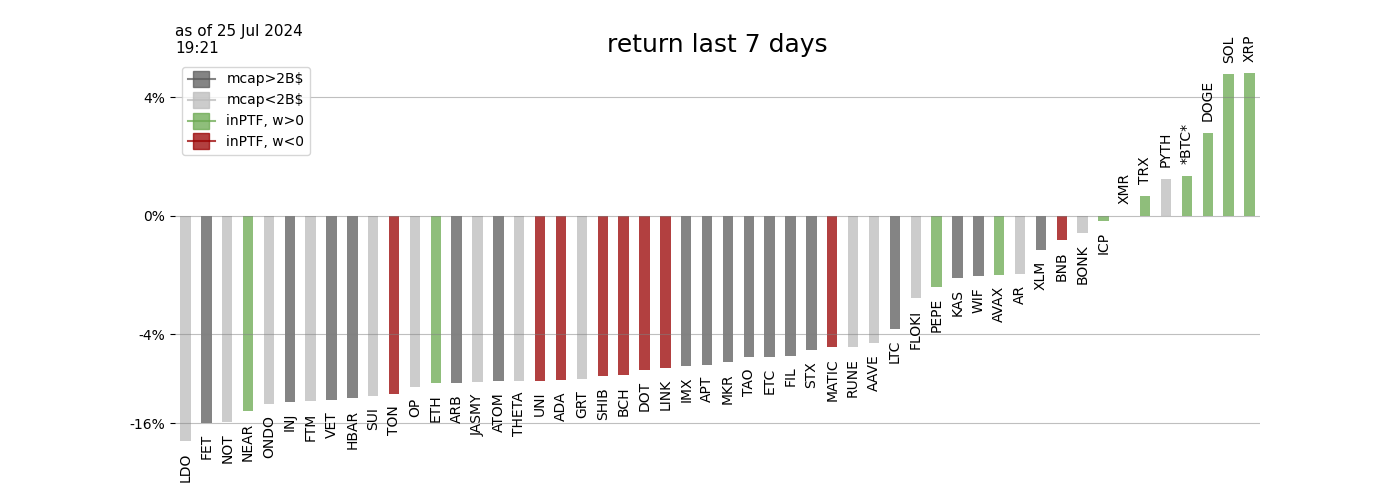 as of 25 Jul 2024
19:21
return last 7 days
mcap>2B$
mcap<2B$
inPTF, w>0
inPTF, w<0
4%
0%
-4%
-16%
LDO
FET
NOT
NEAR
ONDO
INJ
FTM
VET
HBAR
SUI
TON
OP
ETH
ARB
JASMY
ATOM
THETA
UNI
ADA
GRT
SHIB
BCH
DOT
LINK
IMX
APT
MKR
TAO
ETC
FIL
STX
MATIC
RUNE
AAVE
LTC
FLOKI
PEPE
KAS
WIF
AVAX
AR
XLM
BNB
BONK
ICP
XMR
TRX
PYTH
*BTC*
DOGE
SOL
XRP